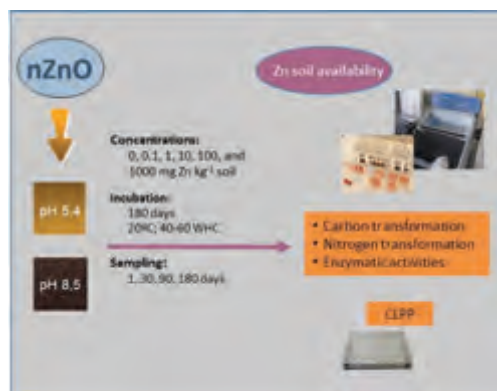 nZnO
Zn soil availability
Concentrations:
0, 0.1, 1, 10, 100, and
1000 mg Zn kg⁻¹ soil
pH 5,4
Incubation:
180 days
20ºC; 40-60 WHC
• Carbon transformation
• Nitrogen transformation
• Enzymatic activities
Sampling:
1, 30, 90, 180 days
pH 8,5
CLPP